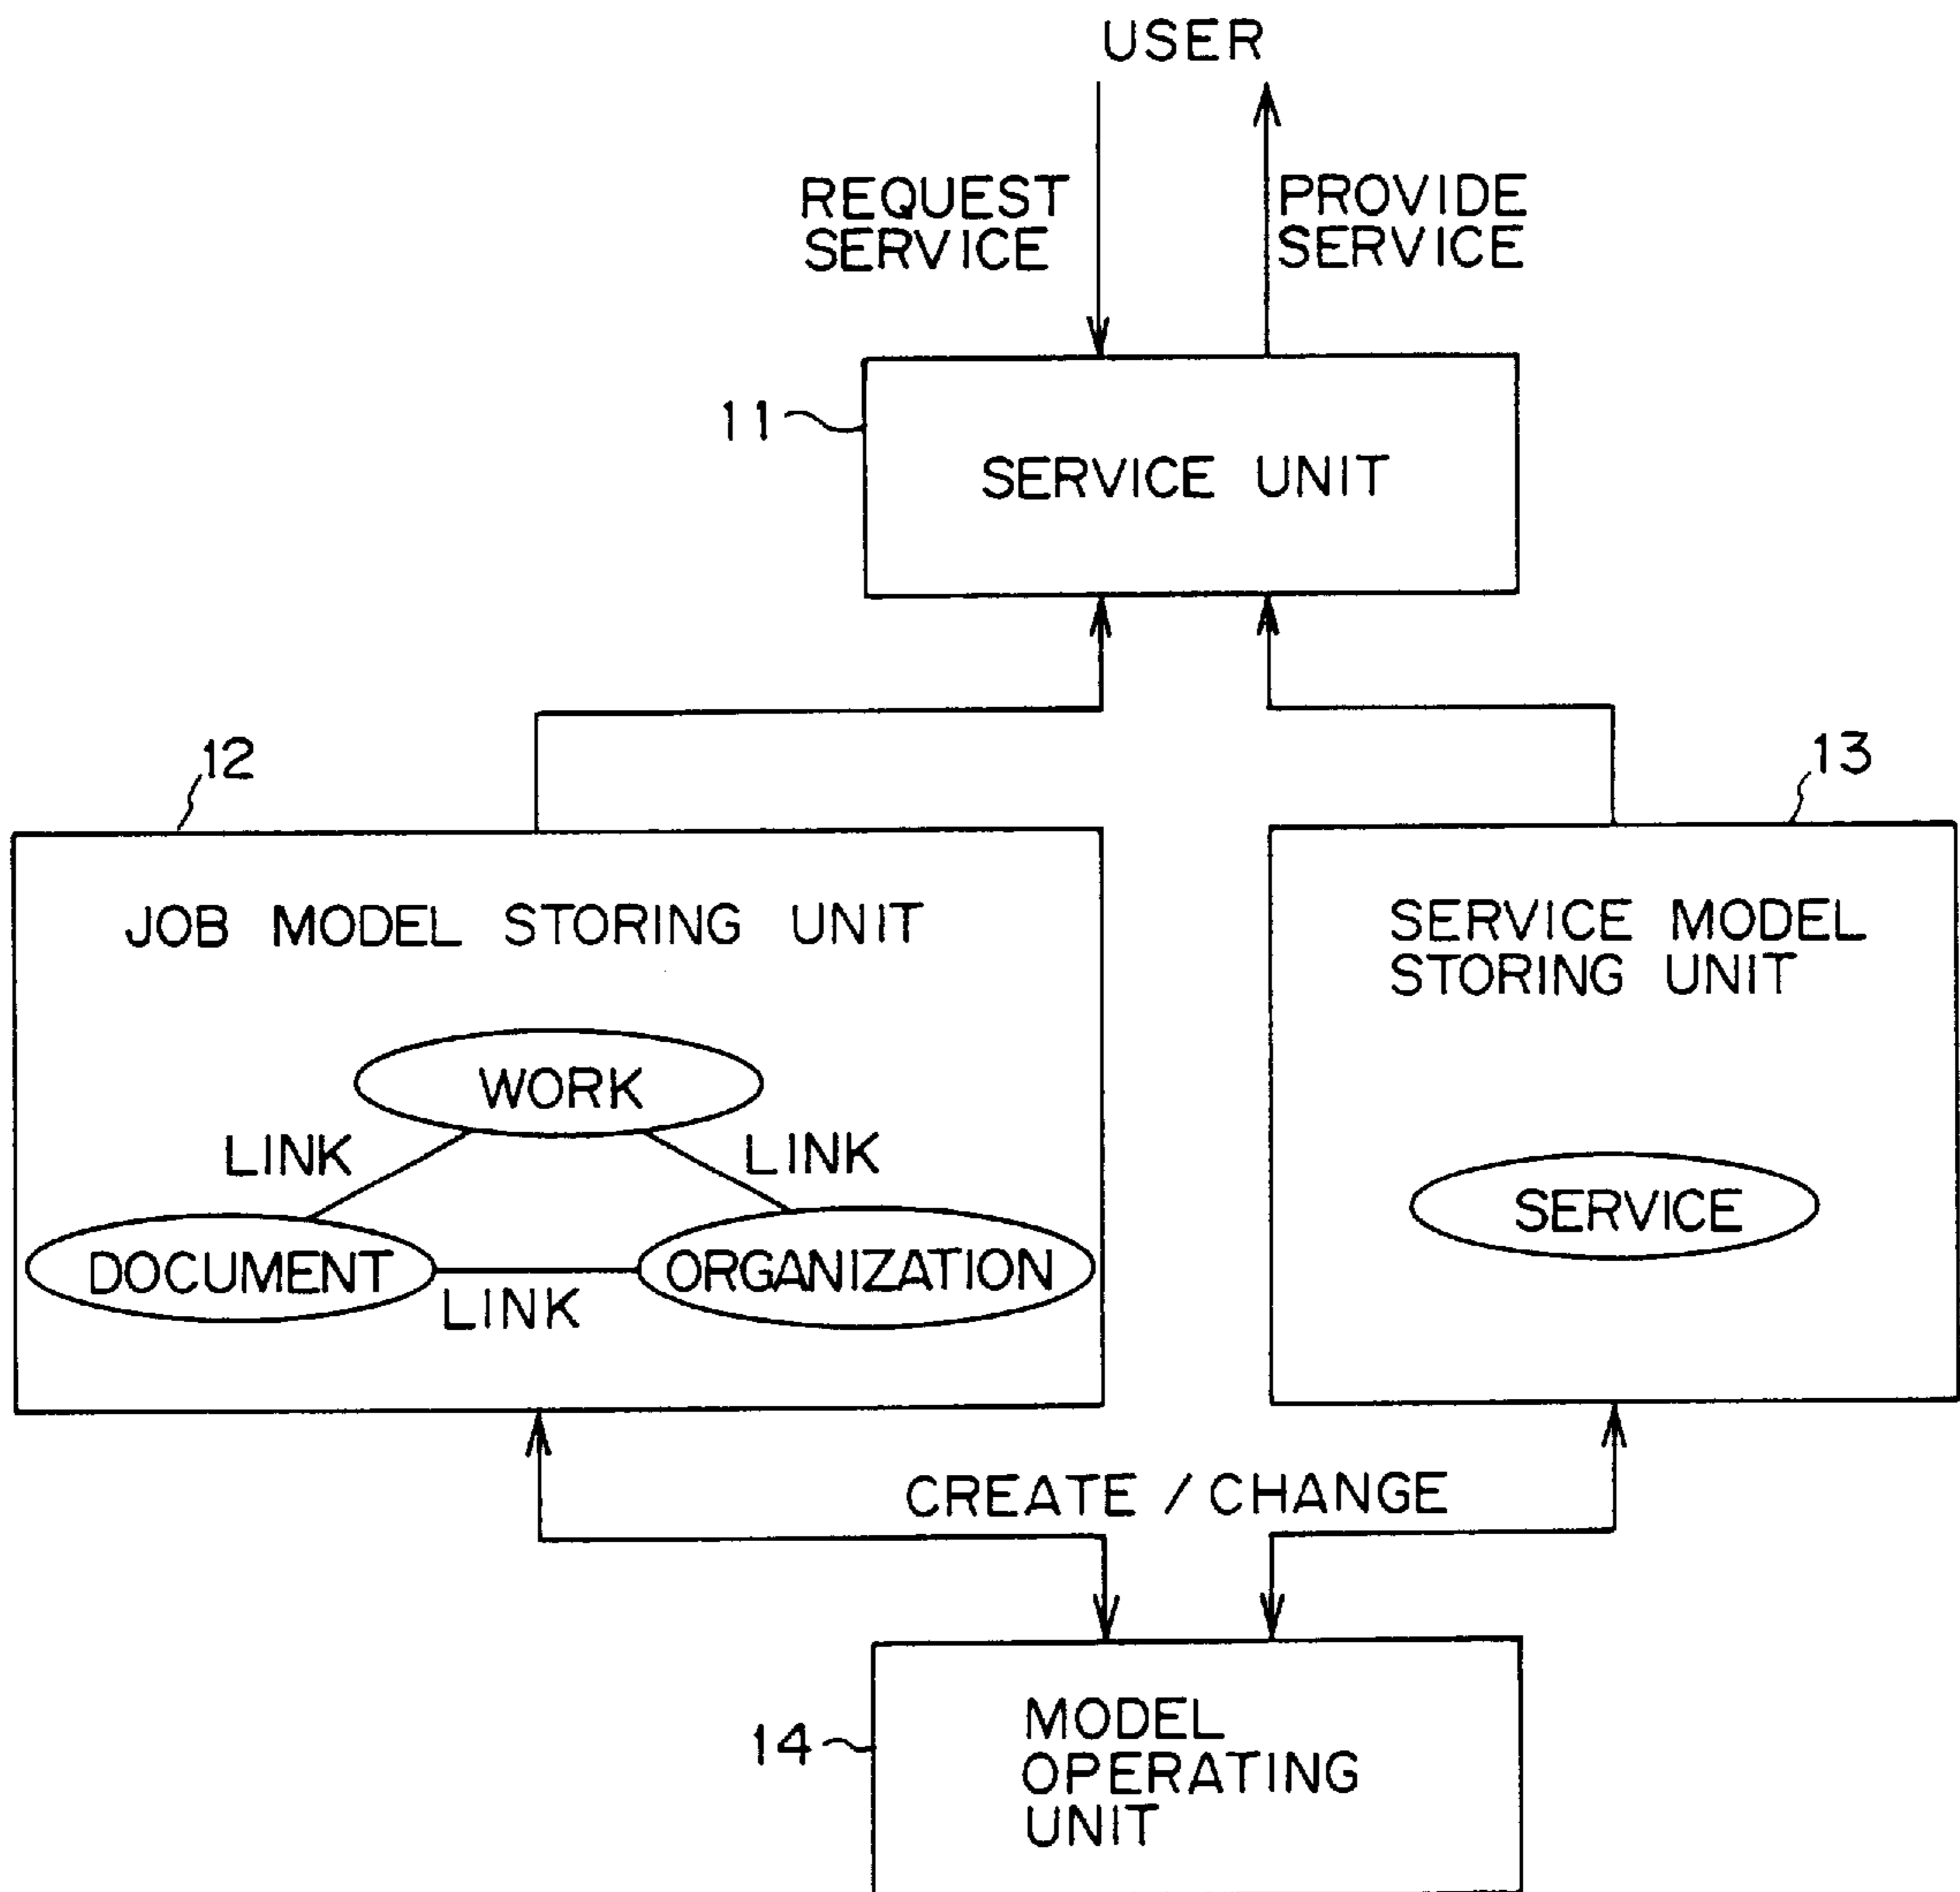 USER
REQUEST
SERVICE
PROVIDE
SERVICE
11
SERVICE UNIT
12
13
JOB MODEL STORING UNIT
SERVICE MODEL
STORING UNIT
WORK
LINK
LINK
DOCUMENT
ORGANIZATION
LINK
SERVICE
CREATE / CHANGE
14
MODEL
OPERATING
UNIT